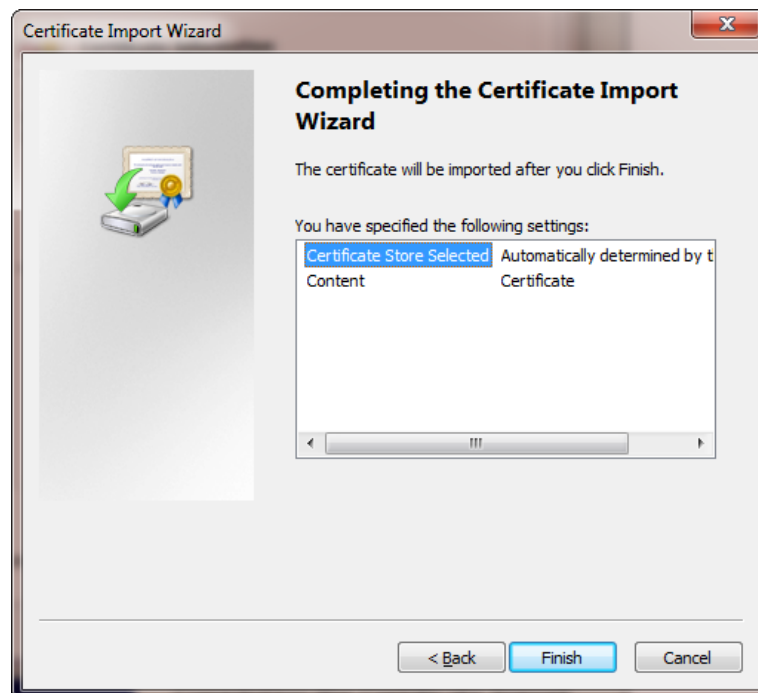 Certificate Import Wizard
Completing the Certificate Import
Wizard
The certificate will be imported after you click Finish.
You have specified the following settings:
Certificate Store Selected Automatically determined by t
Content Certificate
< Back Finish Cancel